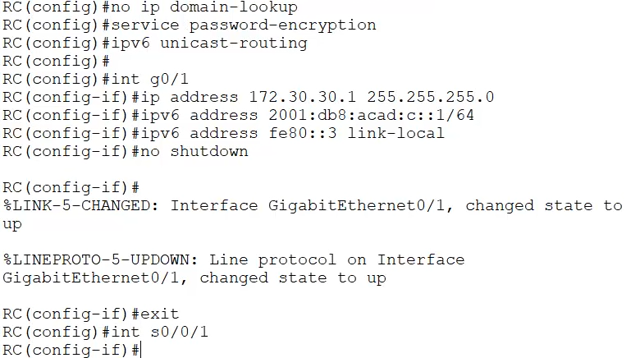 RC(config)#no ip domain-lookup
RC(config)#service password-encryption
RC(config)#ipv6 unicast-routing
RC(config)#
RC(config)#int g0/1
RC(config-if)#ip address 172.30.30.1 255.255.255.0
RC(config-if)#ipv6 address 2001:db8:acad:c::1/64
RC(config-if)#ipv6 address fe80::3 link-local
RC(config-if)#no shutdown
RC(config-if)#
%LINK-5-CHANGED: Interface GigabitEthernet0/1, changed state to
up
%LINEPROTO-5-UPDOWN: Line protocol on Interface
GigabitEthernet0/1, changed state to up
RC(config-if)#exit
RC(config)#int s0/0/1
RC(config-if)#